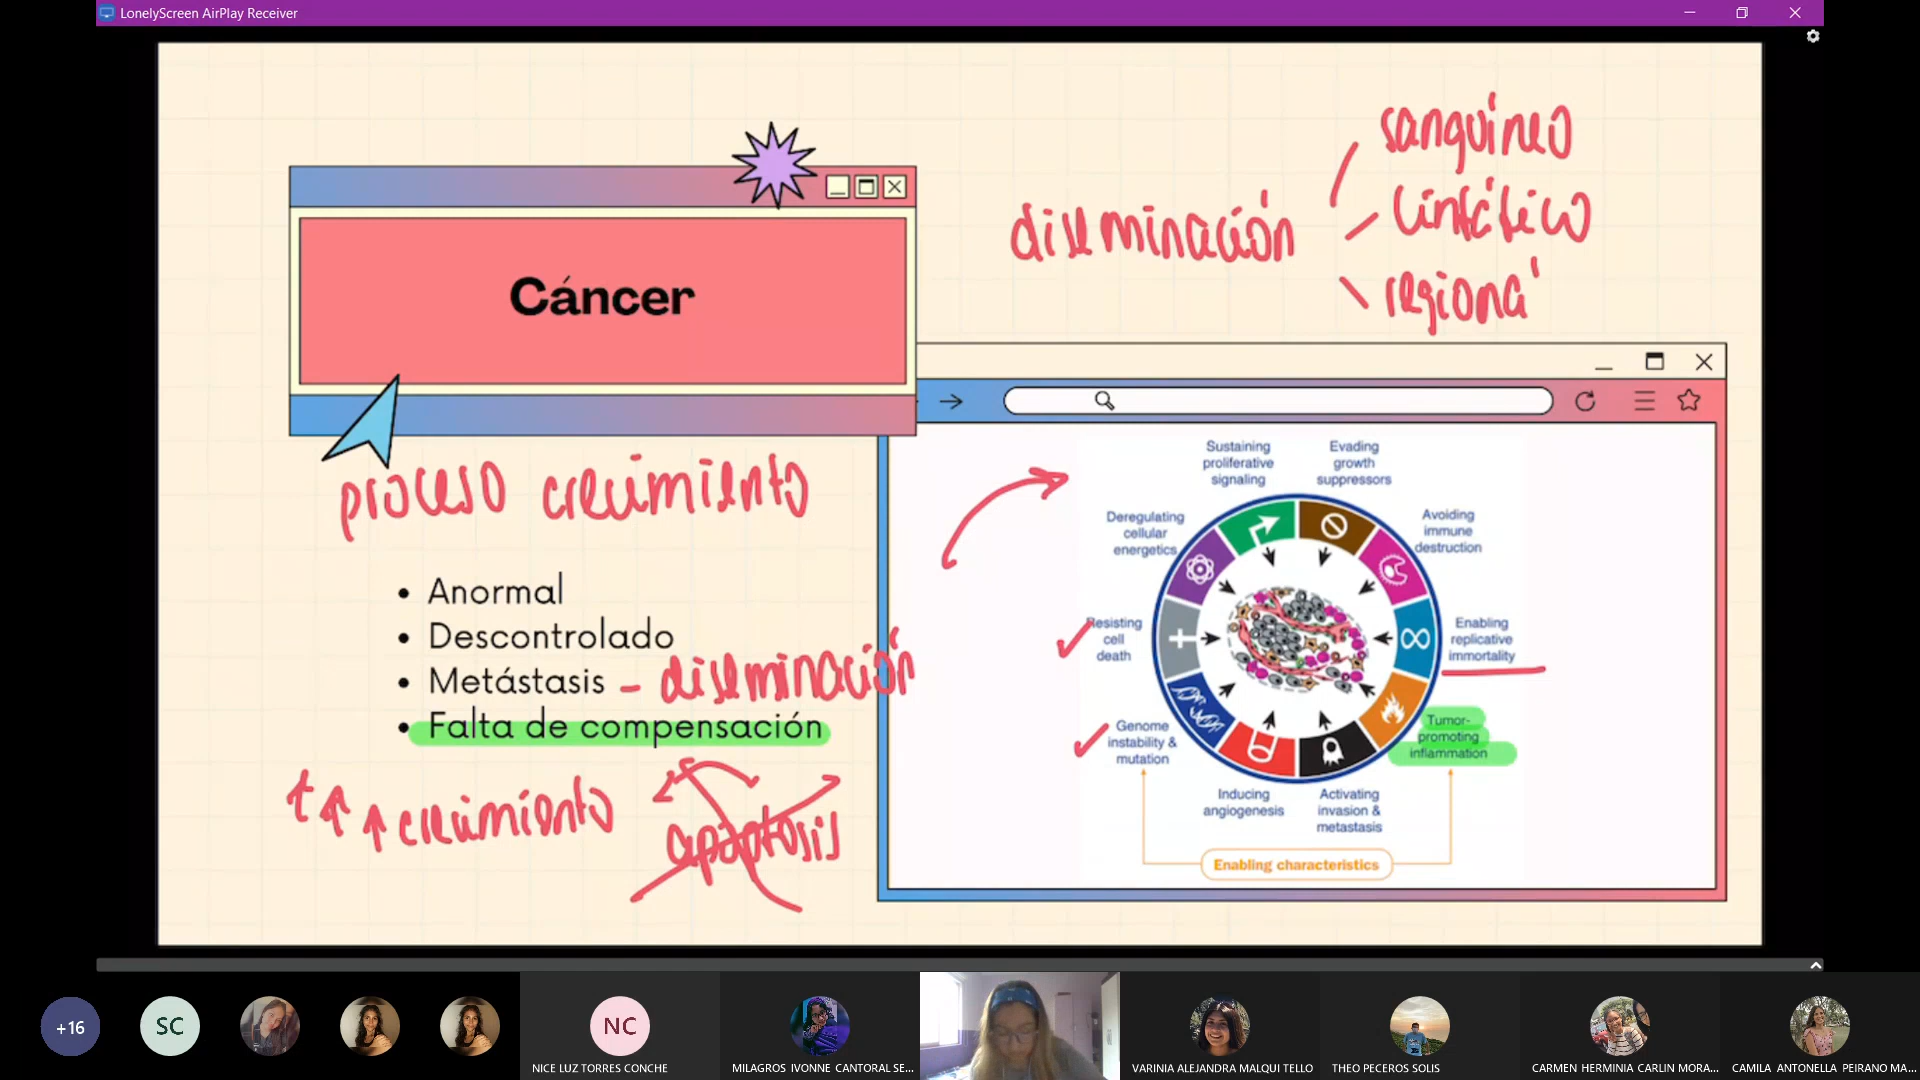 LonelyScreen AirPlay Receiver
Cáncer
diseminación
sanguíneo
linfático
regional
proceso crecimiento
Anormal
Descontrolado
Metástasis - diseminación
Falta de compensación
↑↑↑ crecimiento
apoptosis
Sustaining
proliferative
signaling
Evading
growth
suppressors
Deregulating
cellular
energetics
Avoiding
immune
destruction
Resisting
cell
death
Enabling
replicative
immortality
Genome
instability &
mutation
Tumor-
promoting
inflammation
Inducing
angiogenesis
Activating
invasion &
metastasis
Enabling characteristics
+16
SC
NC
NICE LUZ TORRES CONCHE
MILAGROS IVONNE CANTORAL SE...
VARINIA ALEJANDRA MALQUI TELLO
THEO PECEROS SOLIS
CARMEN HERMINIA CARLIN MORA...
CAMILA ANTONELLA PEIRANO MA...